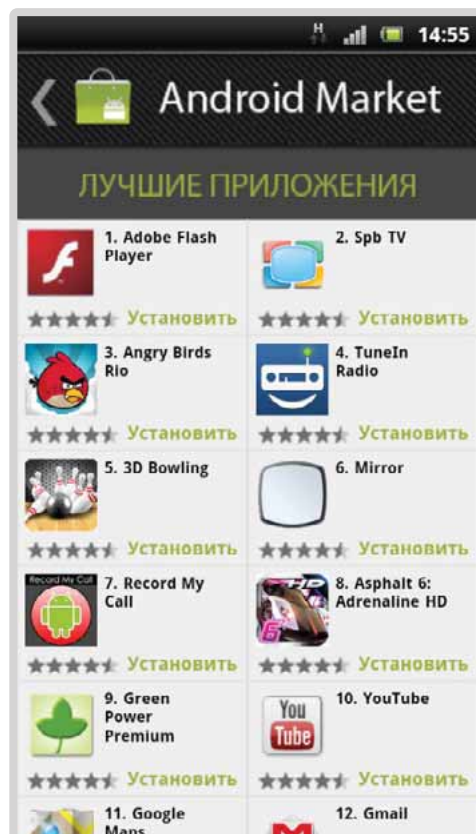 H
14:55
Android Market
ЛУЧШИЕ ПРИЛОЖЕНИЯ
1. Adobe Flash
Player
Установить
2. Spb TV
Установить
3. Angry Birds
Rio
Установить
4. TuneIn
Radio
Установить
5. 3D Bowling
Установить
6. Mirror
Установить
Record My Call
7. Record My
Call
Установить
HD
6
8. Asphalt 6:
Adrenaline HD
Установить
9. Green
Power
Premium
Установить
You
Tube
10. YouTube
Установить
11. Google
Maps
12. Gmail